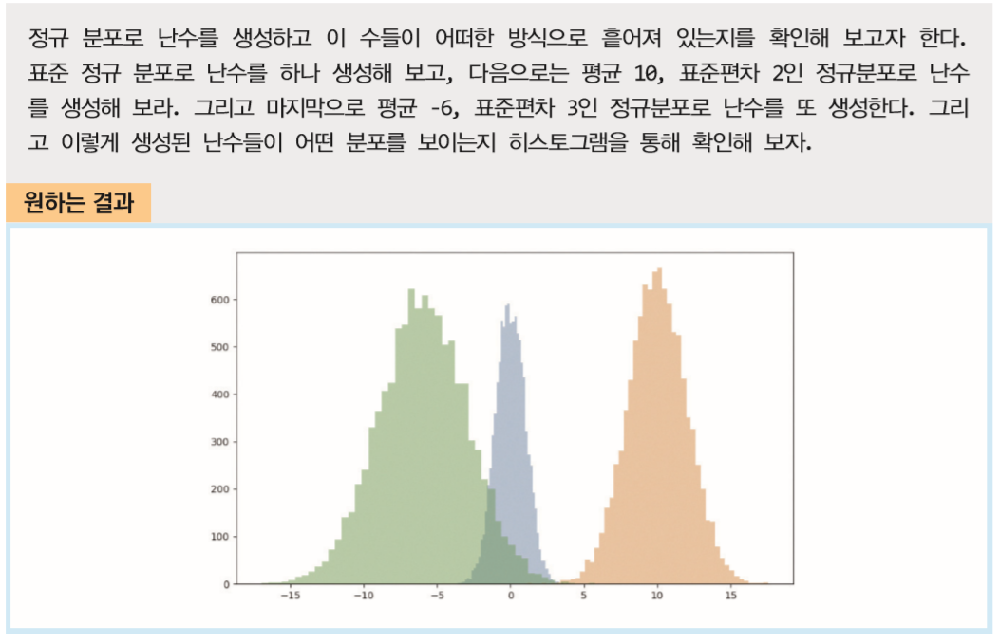 정규 분포로 난수를 생성하고 이 수들이 어떠한 방식으로 흩어져 있는지를 확인해 보고자 한다.
표준 정규 분포로 난수를 하나 생성해 보고, 다음으로는 평균 10, 표준편차 2인 정규분포로 난수
를 생성해 보라. 그리고 마지막으로 평균 -6, 표준편차 3인 정규분포로 난수를 또 생성한다. 그리
고 이렇게 생성된 난수들이 어떤 분포를 보이는지 히스토그램을 통해 확인해 보자.
원하는 결과
600
500
400
300
200
100
0
−15 −10 −5 0 5 10 15